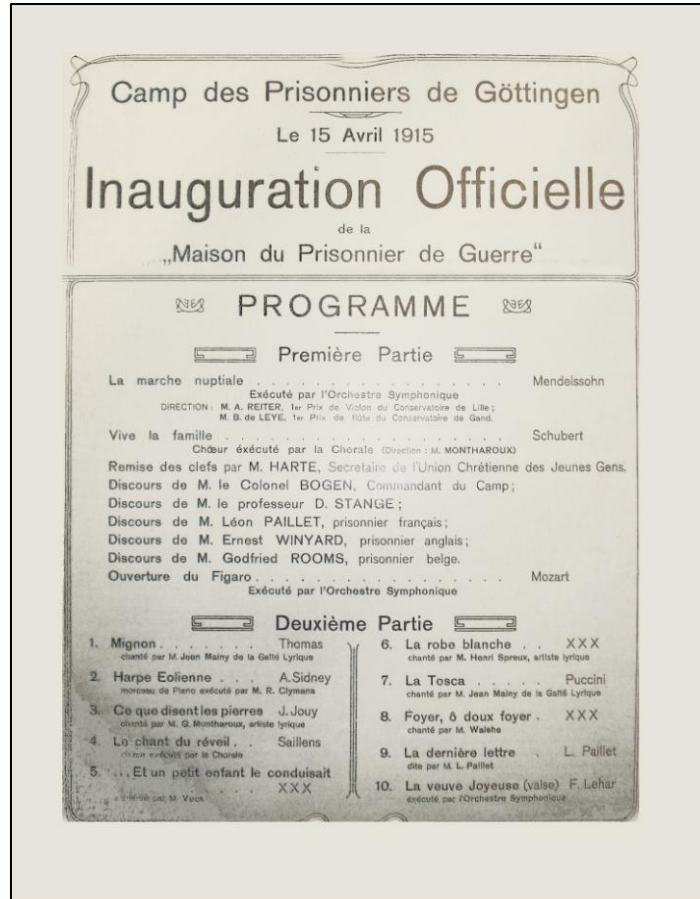 Camp des Prisonniers de Göttingen
Le 15 Avril 1915
Inauguration Officielle
de la
„Maison du Prisonnier de Guerre“
PROGRAMME
Première Partie
La marche nuptiale . . . . . . . . . . . . . . . . . Mendelssohn
Exécuté par l'Orchestre Symphonique
DIRECTION: M. A. REITER, 1er Prix de Violon du Conservatoire de Lille;
M. B. de LEYE, 1er Prix de flûte du Conservatoire de Gand.
Vive la famille . . . . . . . . . . . . . . . . . . . Schubert
Chœur éxécuté par la Chorale (Direction: M. MONTHAROUX)
Remise des clefs par M. HARTE, Secrétaire de l'Union Chrétienne des Jeunes Gens.
Discours de M. le Colonel BOGEN, Commandant du Camp;
Discours de M. le professeur D. STANGE;
Discours de M. Léon PAILLET, prisonnier français;
Discours de M. Ernest WINYARD, prisonnier anglais;
Discours de M. Godfried ROOMS, prisonnier belge.
Ouverture du Figaro . . . . . . . . . . . . . . . . . Mozart
Exécuté par l'Orchestre Symphonique
Deuxième Partie
1. Mignon . . . . . . . Thomas
chanté par M. Jean Mainy de la Gaîté Lyrique
2. Harpe Eolienne . . . A. Sidney
morceau de Piano exécuté par M. R. Clymans
3. Ce que disent les pierres J. Jouy
chanté par M. G. Montharoux, artiste lyrique
4. Le chant du réveil . . Saillens
exécuté par la Chorale
5. ...Et un petit enfant le conduisait
. . . . . . . . XXX
par M.
6. La robe blanche . . XXX
chanté par M. Henri Spreux, artiste lyrique
7. La Tosca . . . . . Puccini
chanté par M. Jean Mainy de la Gaîté Lyrique
8. Foyer, ô doux foyer . XXX
chanté par M. Walshe
9. La dernière lettre . L. Paillet
dite par M. L. Paillet
10. La veuve Joyeuse (valse) F. Lehar
exécuté par l'Orchestre Symphonique